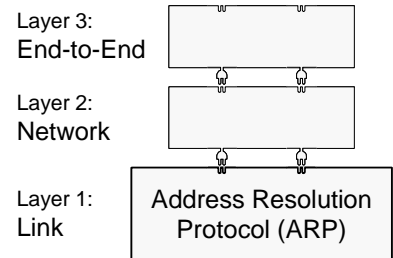 Layer 3:
End-to-End
Layer 2:
Network
Layer 1:
Link
Address Resolution
Protocol (ARP)